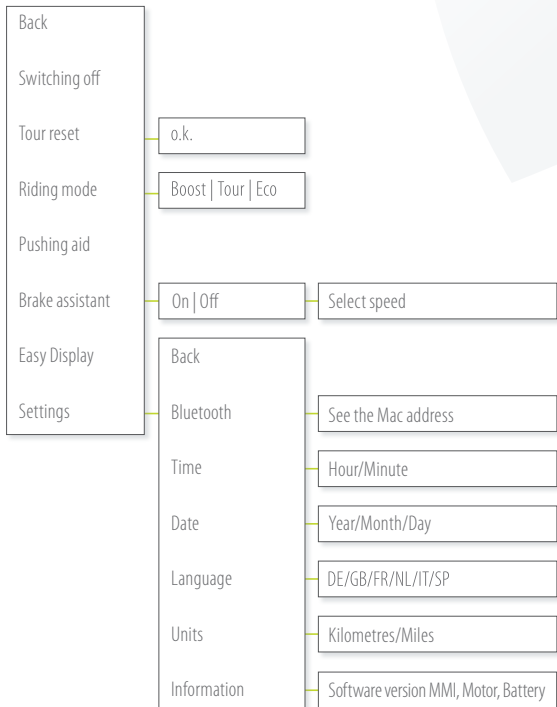 Back
Switching off
Tour reset
o.k.
Riding mode
Boost | Tour | Eco
Pushing aid
Brake assistant
On | Off
Select speed
Easy Display
Settings
Back
Bluetooth
See the Mac address
Time
Hour/Minute
Date
Year/Month/Day
Language
DE/GB/FR/NL/IT/SP
Units
Kilometres/Miles
Information
Software version MMI, Motor, Battery